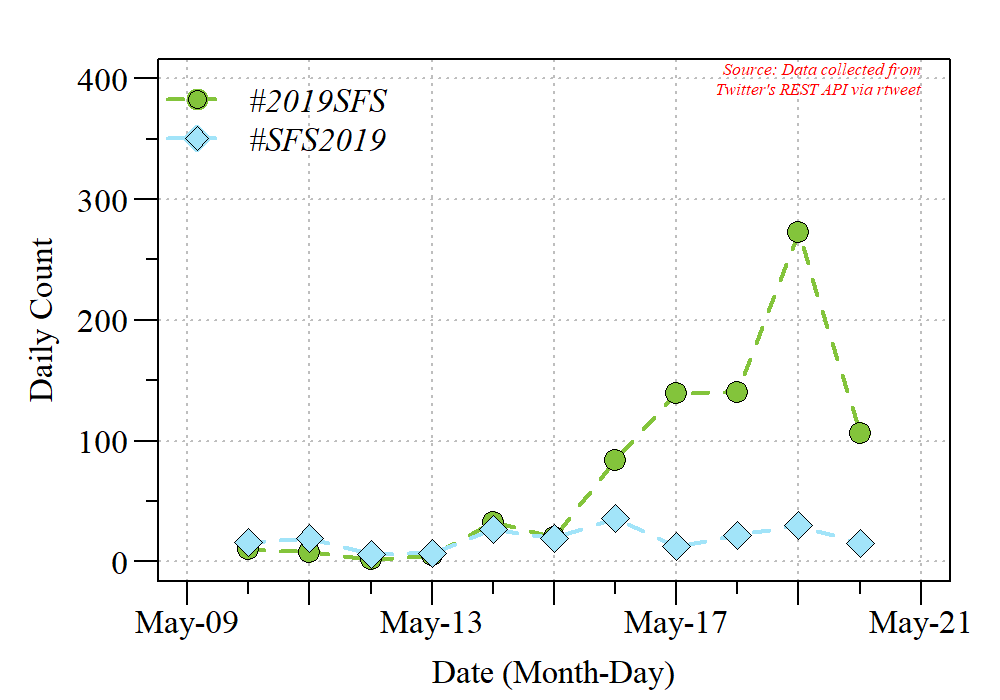 Source: Data collected from
Twitter's REST API via rtweet
#2019SFS
#SFS2019
Daily Count
400
300
200
100
0
May-09 May-13 May-17 May-21
Date (Month-Day)